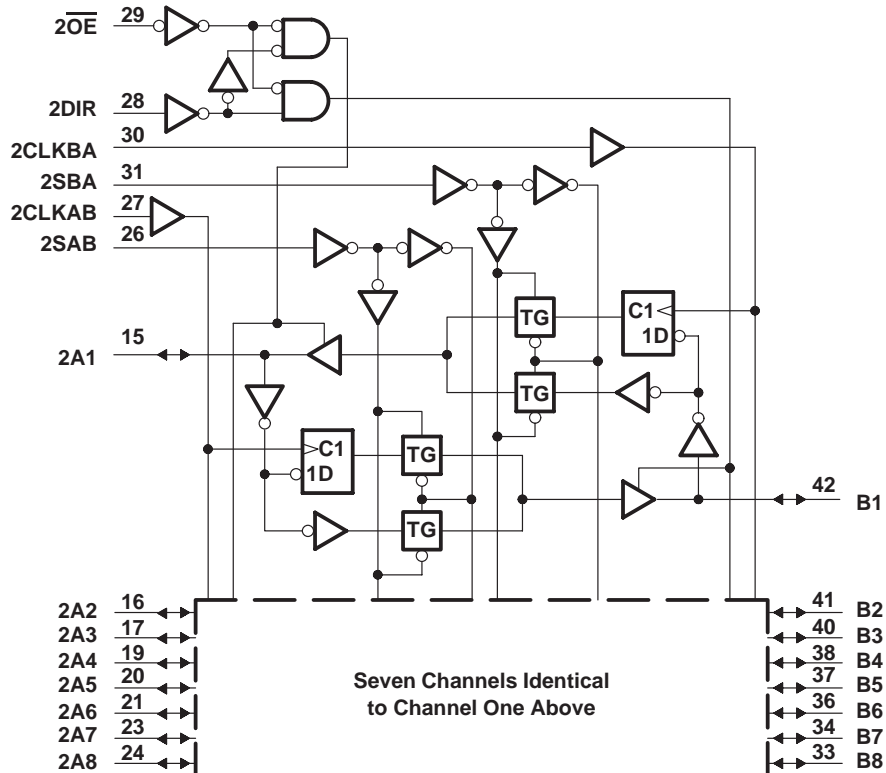 2OE 29
2DIR 28
2CLKBA 30
2SBA 31
2CLKAB 27
2SAB 26
TG
C1
1D
2A1 15
TG
C1
1D
TG
TG
42 B1
2A2 16
2A3 17
2A4 19
2A5 20
2A6 21
2A7 23
2A8 24
Seven Channels Identical
to Channel One Above
41 B2
40 B3
38 B4
37 B5
36 B6
34 B7
33 B8